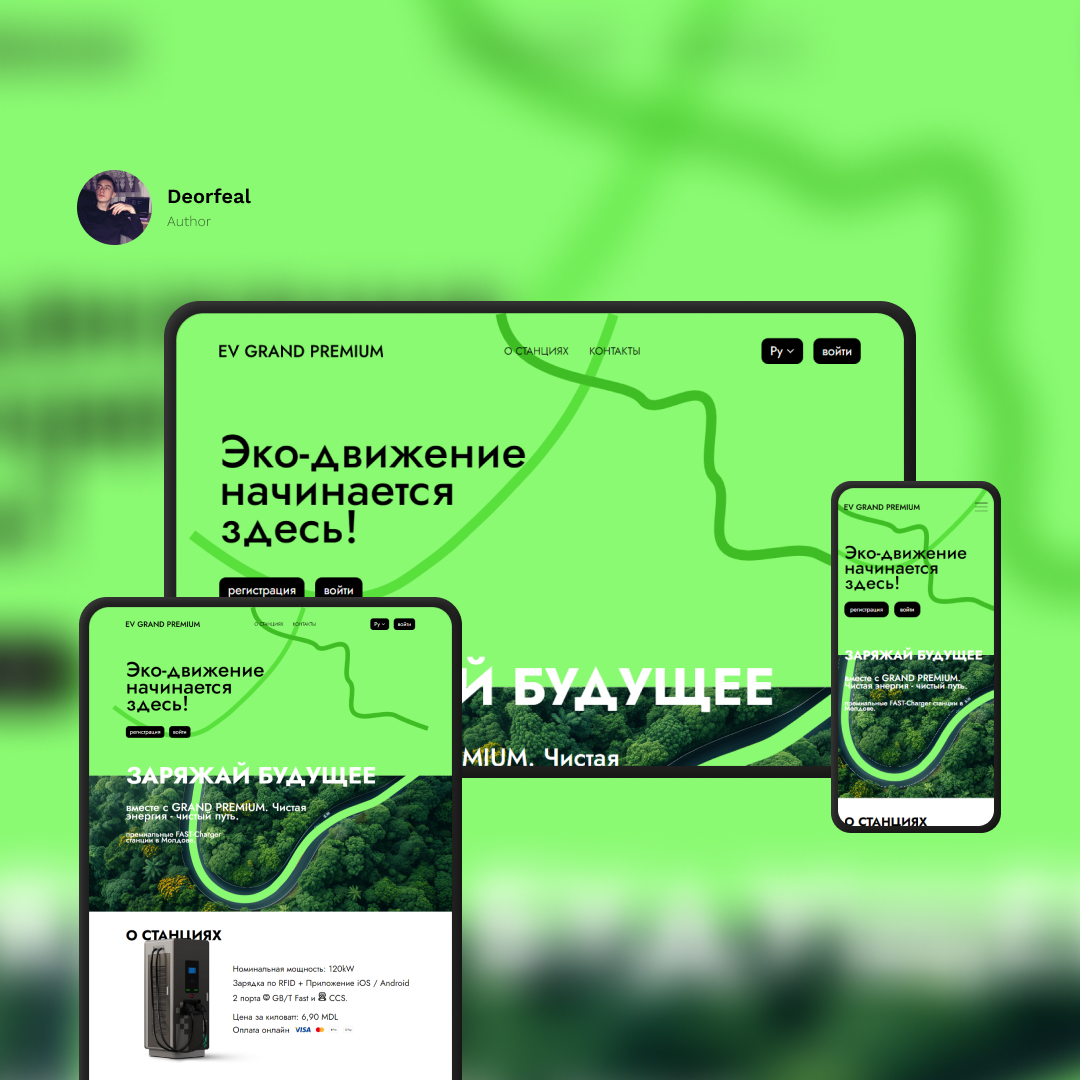 Deorfeal
Author
EV GRAND PREMIUM
О СТАНЦИЯХ
КОНТАКТЫ
Ру
войти
Эко-движение
начинается
здесь!
регистрация
войти
Й БУДУЩЕЕ
MIUM. Чистая
EV GRAND PREMIUM
Эко-движение
начинается
здесь!
регистрация
войти
ЗАРЯЖАЙ БУДУЩЕЕ
вместе с GRAND PREMIUM.
Чистая энергия - чистый путь.
премиальные FAST-Charger станции в
Молдове.
О СТАНЦИЯХ
EV GRAND PREMIUM
О СТАНЦИЯХ
КОНТАКТЫ
Ру
войти
Эко-движение
начинается
здесь!
регистрация
войти
ЗАРЯЖАЙ БУДУЩЕЕ
вместе с GRAND PREMIUM. Чистая
энергия - чистый путь.
премиальные FAST-Charger
станции в Молдове.
О СТАНЦИЯХ
Номинальная мощность: 120kW
Зарядка по RFID + Приложение iOS / Android
2 порта GB/T Fast и CCS.
Цена за киловатт: 6,90 MDL
Оплата онлайн VISA